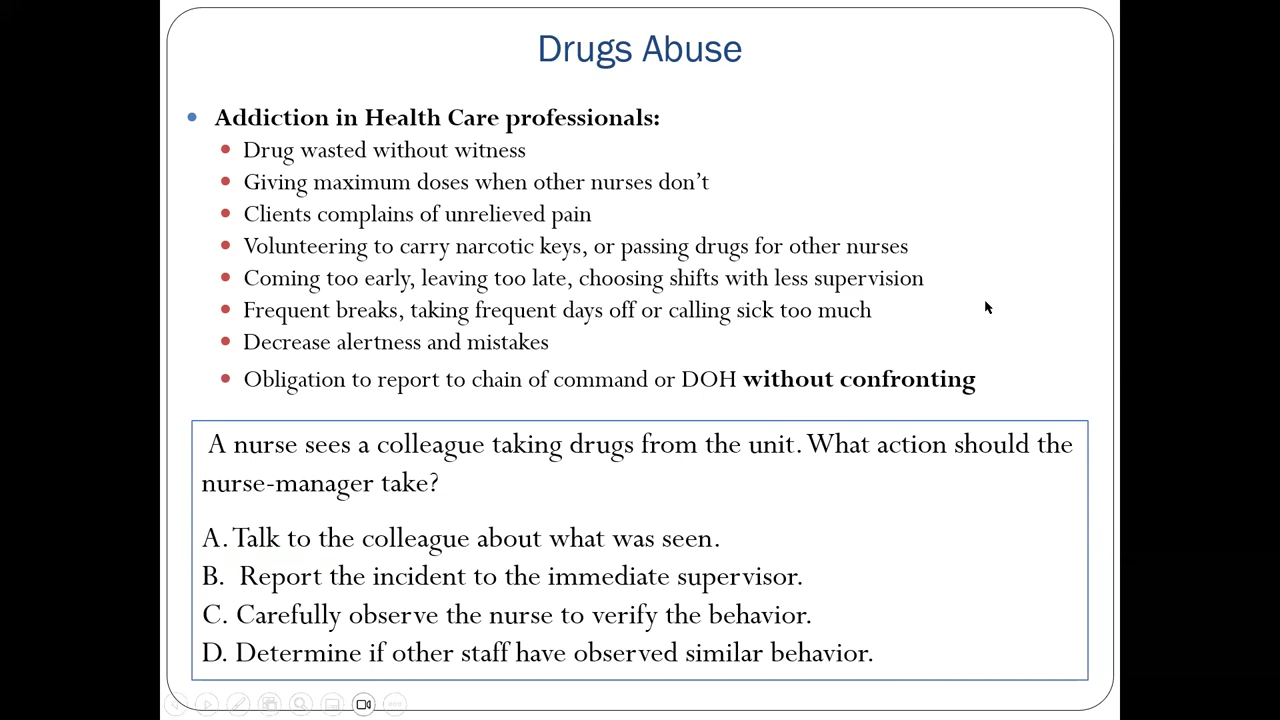 Drugs Abuse
Addiction in Health Care professionals:
Drug wasted without witness
Giving maximum doses when other nurses don't
Clients complains of unrelieved pain
Volunteering to carry narcotic keys, or passing drugs for other nurses
Coming too early, leaving too late, choosing shifts with less supervision
Frequent breaks, taking frequent days off or calling sick too much
Decrease alertness and mistakes
Obligation to report to chain of command or DOH without confronting
A nurse sees a colleague taking drugs from the unit. What action should the
nurse-manager take?
A. Talk to the colleague about what was seen.
B. Report the incident to the immediate supervisor.
C. Carefully observe the nurse to verify the behavior.
D. Determine if other staff have observed similar behavior.